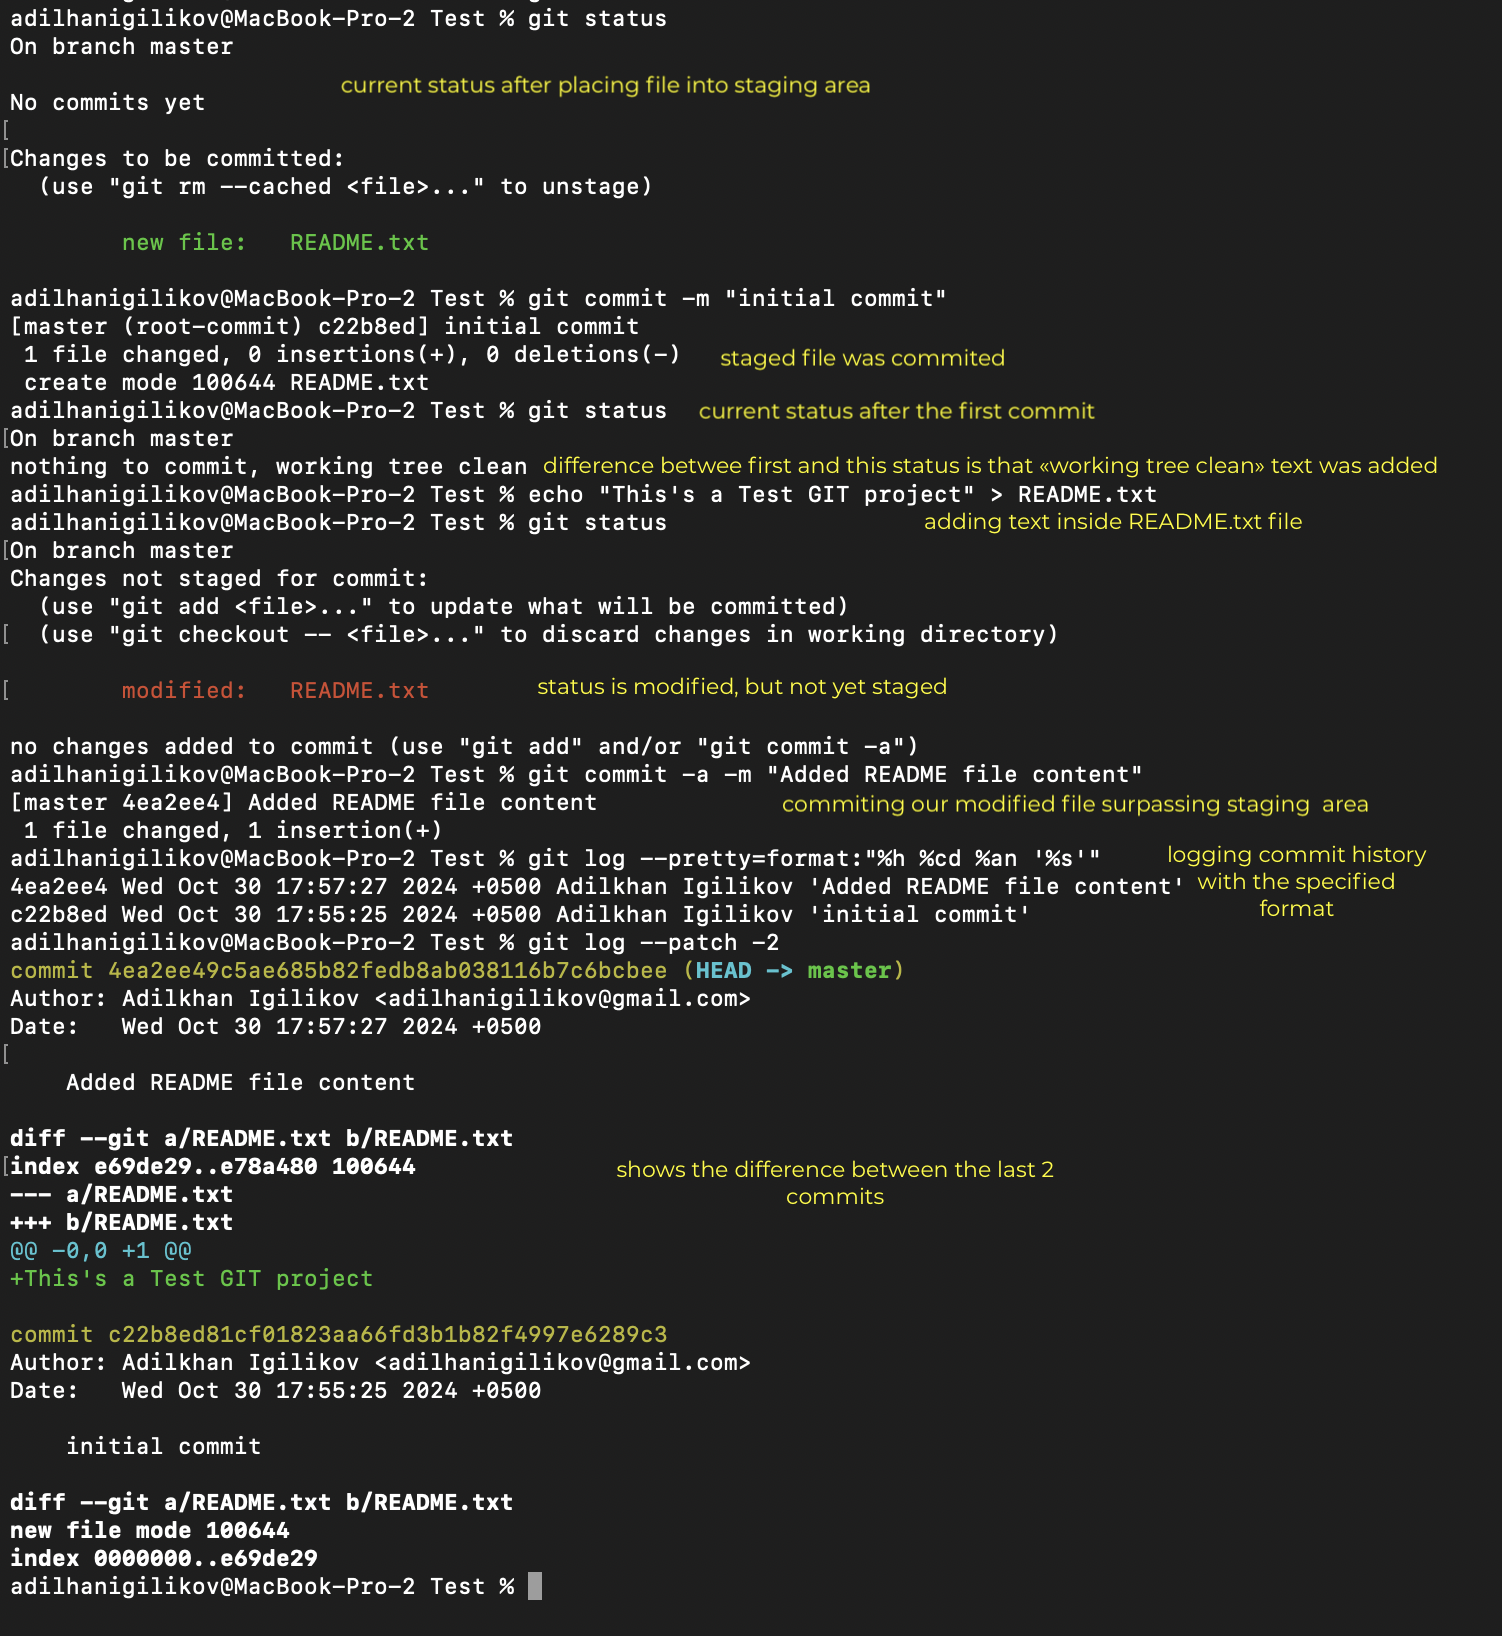 adilhanigilikov@MacBook-Pro-2 Test % git status
On branch master
current status after placing file into staging area
No commits yet
[
[Changes to be committed:
(use "git rm --cached <file>..." to unstage)
new file:   README.txt
adilhanigilikov@MacBook-Pro-2 Test % git commit -m "initial commit"
[master (root-commit) c22b8ed] initial commit
1 file changed, 0 insertions(+), 0 deletions(-) staged file was commited
create mode 100644 README.txt
adilhanigilikov@MacBook-Pro-2 Test % git status current status after the first commit
[On branch master
nothing to commit, working tree clean difference betwee first and this status is that «working tree clean» text was added
adilhanigilikov@MacBook-Pro-2 Test % echo "This's a Test GIT project" > README.txt
adilhanigilikov@MacBook-Pro-2 Test % git status adding text inside README.txt file
[On branch master
Changes not staged for commit:
(use "git add <file>..." to update what will be committed)
[ (use "git checkout -- <file>..." to discard changes in working directory)
[ modified:   README.txt status is modified, but not yet staged
no changes added to commit (use "git add" and/or "git commit -a")
adilhanigilikov@MacBook-Pro-2 Test % git commit -a -m "Added README file content"
[master 4ea2ee4] Added README file content commiting our modified file surpassing staging area
1 file changed, 1 insertion(+)
adilhanigilikov@MacBook-Pro-2 Test % git log --pretty=format:"%h %cd %an '%s'" logging commit history
4ea2ee4 Wed Oct 30 17:57:27 2024 +0500 Adilkhan Igilikov 'Added README file content' with the specified
c22b8ed Wed Oct 30 17:55:25 2024 +0500 Adilkhan Igilikov 'initial commit' format
adilhanigilikov@MacBook-Pro-2 Test % git log --patch -2
commit 4ea2ee49c5ae685b82fedb8ab038116b7c6bcbee (HEAD -> master)
Author: Adilkhan Igilikov <adilhanigilikov@gmail.com>
Date:   Wed Oct 30 17:57:27 2024 +0500
[
Added README file content
diff --git a/README.txt b/README.txt
[index e69de29..e78a480 100644 shows the difference between the last 2
--- a/README.txt commits
+++ b/README.txt
@@ -0,0 +1 @@
+This's a Test GIT project
commit c22b8ed81cf01823aa66fd3b1b82f4997e6289c3
Author: Adilkhan Igilikov <adilhanigilikov@gmail.com>
Date:   Wed Oct 30 17:55:25 2024 +0500
initial commit
diff --git a/README.txt b/README.txt
new file mode 100644
index 0000000..e69de29
adilhanigilikov@MacBook-Pro-2 Test %